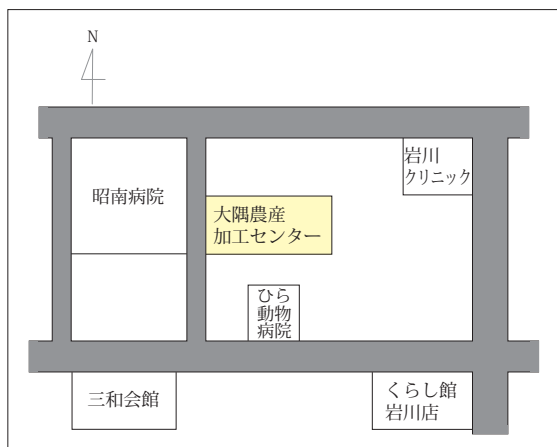 N
岩川
クリニック
昭南病院
大隅農産
加工センター
ひら
動物
病院
三和会館
くらし館
岩川店